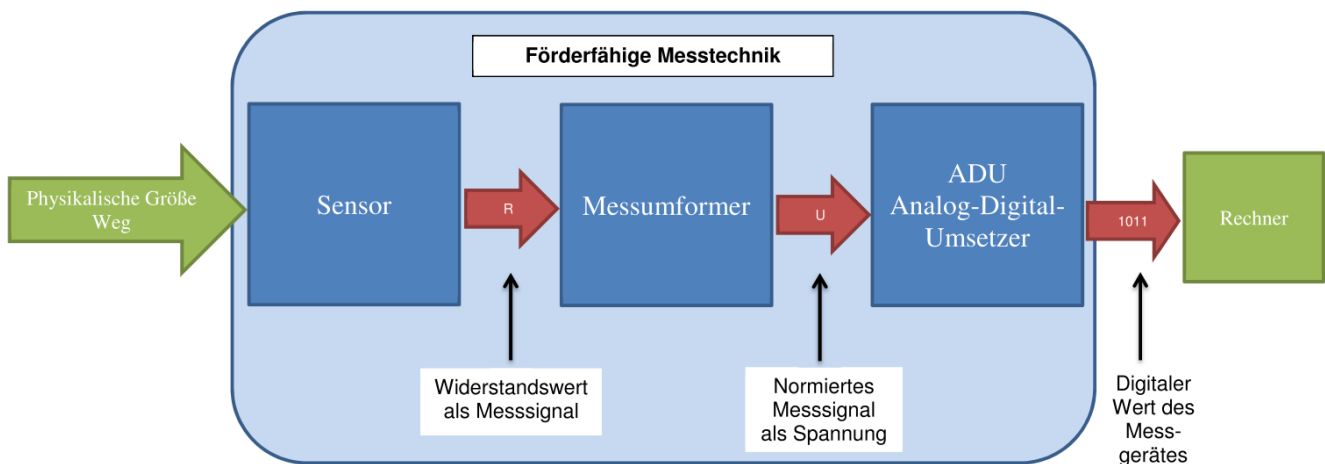 Förderfähige Messtechnik
Physikalische Größe
Weg
Sensor
R
Messumformer
U
ADU
Analog-Digital-
Umsetzer
1011
Rechner
Widerstandswert
als Messsignal
Normiertes
Messsignal
als Spannung
Digitaler
Wert des
Mess-
gerätes